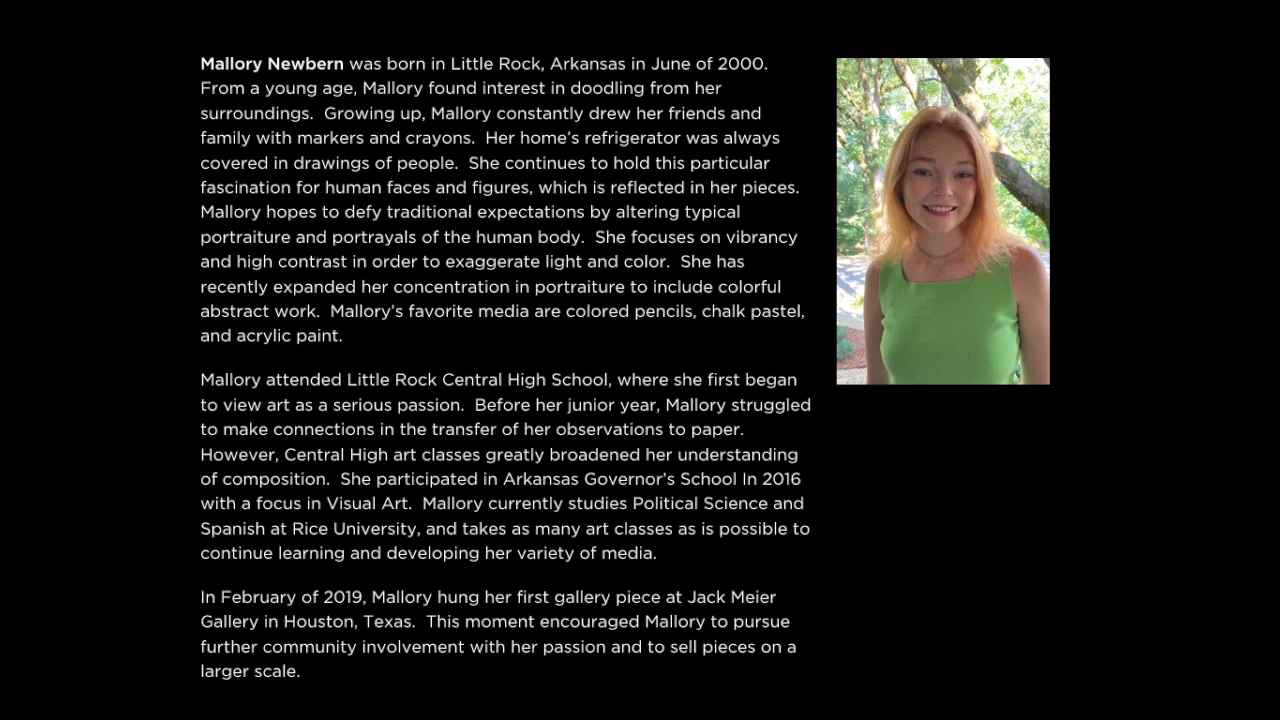 Mallory Newbern was born in Little Rock, Arkansas in June of 2000.
From a young age, Mallory found interest in doodling from her
surroundings.  Growing up, Mallory constantly drew her friends and
family with markers and crayons.  Her home’s refrigerator was always
covered in drawings of people.  She continues to hold this particular
fascination for human faces and figures, which is reflected in her pieces.
Mallory hopes to defy traditional expectations by altering typical
portraiture and portrayals of the human body.  She focuses on vibrancy
and high contrast in order to exaggerate light and color.  She has
recently expanded her concentration in portraiture to include colorful
abstract work.  Mallory’s favorite media are colored pencils, chalk pastel,
and acrylic paint.
Mallory attended Little Rock Central High School, where she first began
to view art as a serious passion.  Before her junior year, Mallory struggled
to make connections in the transfer of her observations to paper.
However, Central High art classes greatly broadened her understanding
of composition.  She participated in Arkansas Governor’s School In 2016
with a focus in Visual Art.  Mallory currently studies Political Science and
Spanish at Rice University, and takes as many art classes as is possible to
continue learning and developing her variety of media.
In February of 2019, Mallory hung her first gallery piece at Jack Meier
Gallery in Houston, Texas.  This moment encouraged Mallory to pursue
further community involvement with her passion and to sell pieces on a
larger scale.